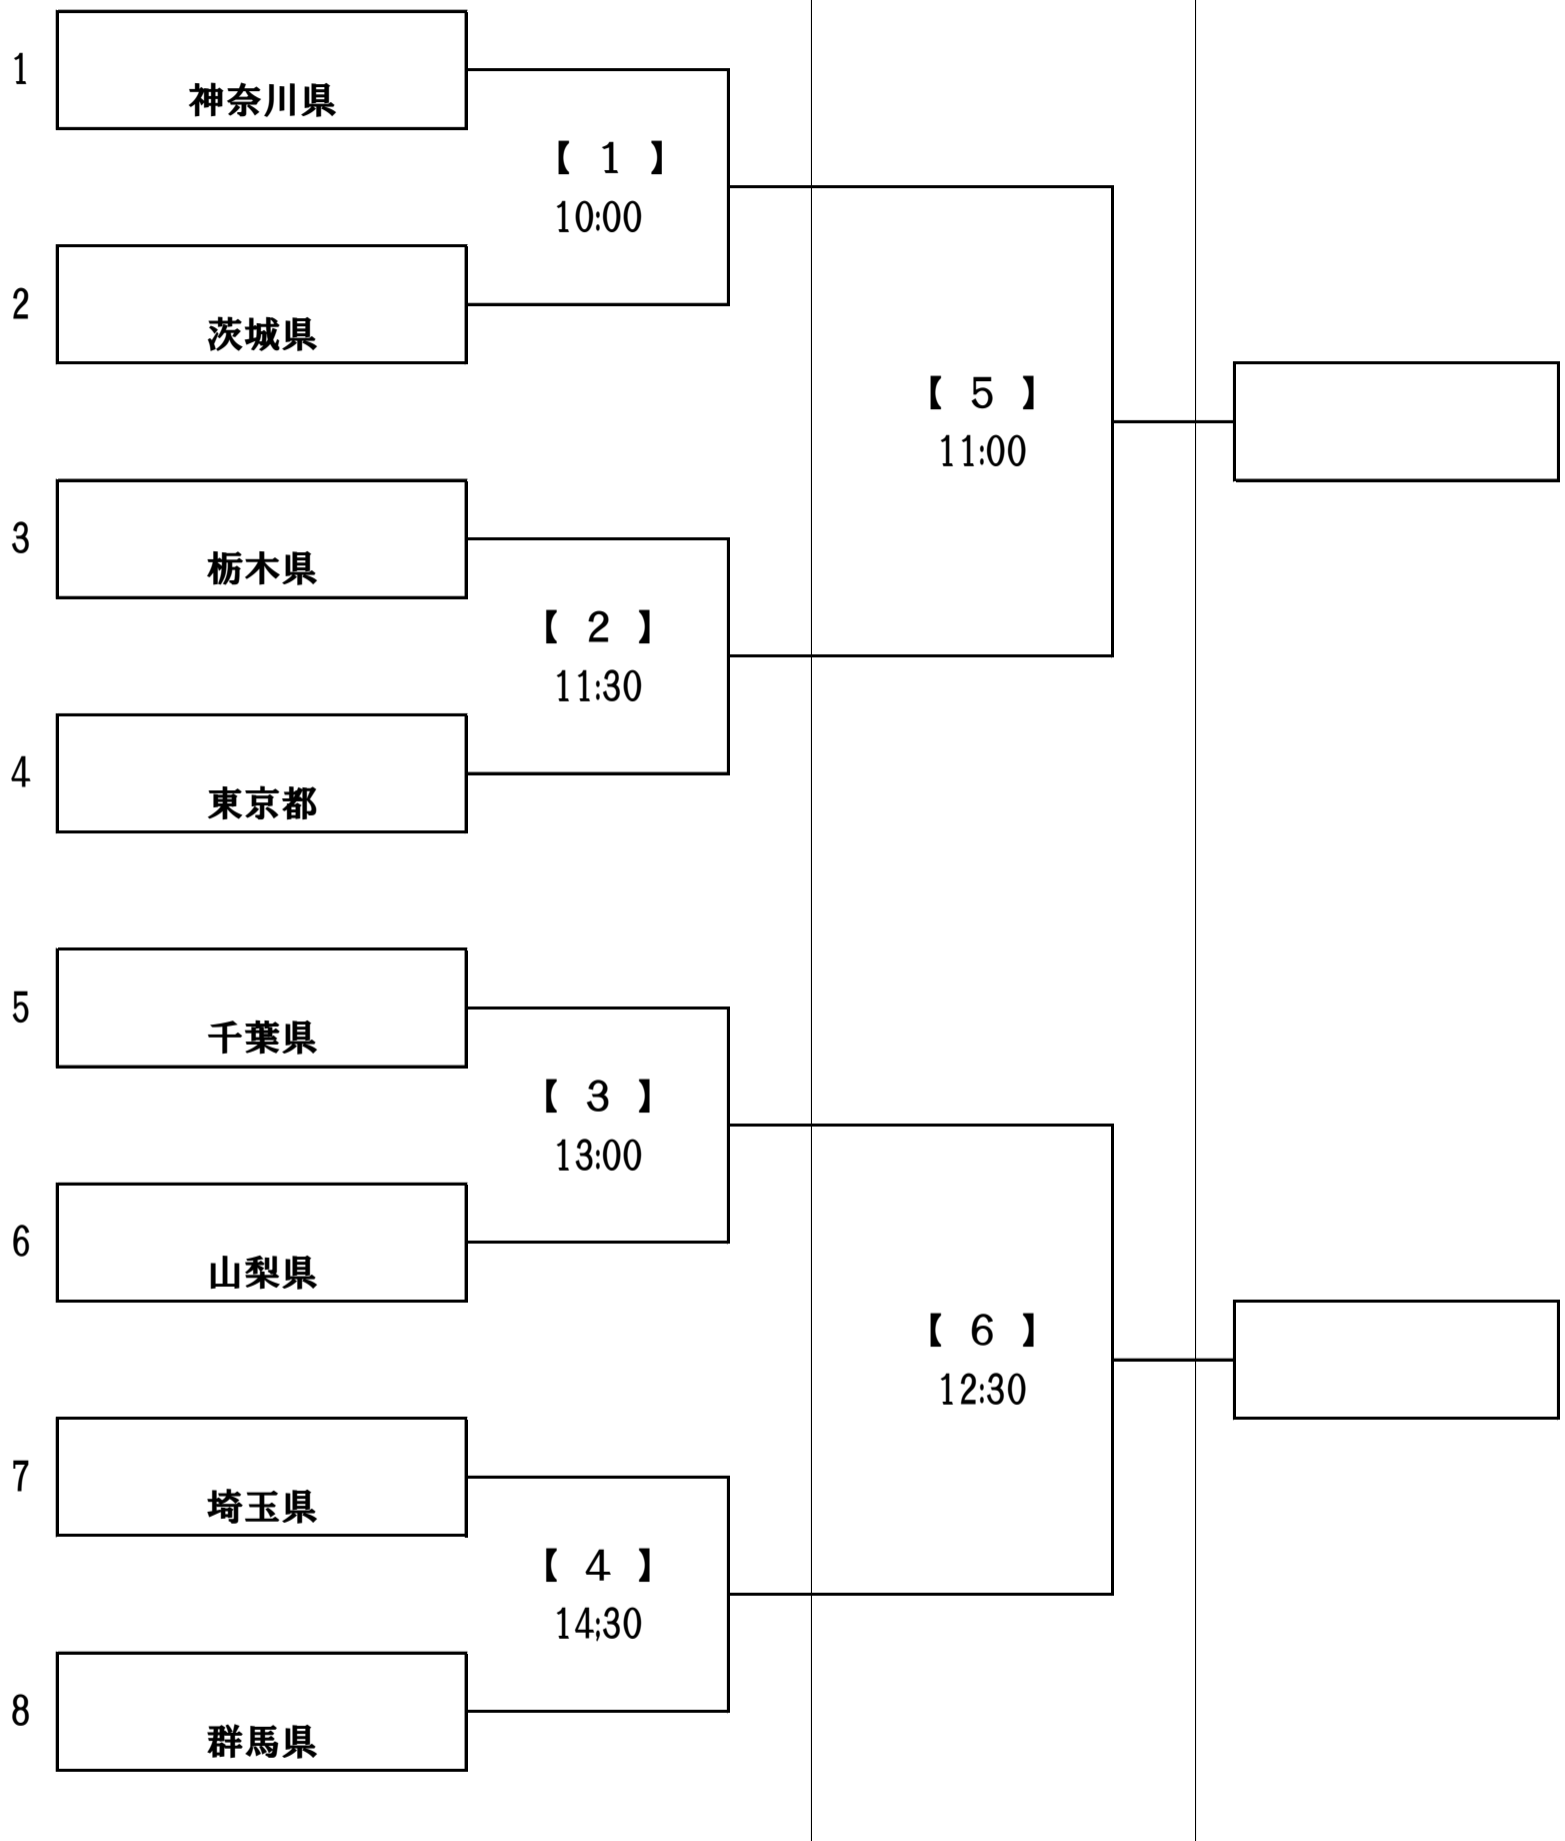 1
神奈川県
【 1 】
10:00
2
茨城県
3
栃木県
【 2 】
11:30
4
東京都
【 5 】
11:00
5
千葉県
【 3 】
13:00
6
山梨県
7
埼玉県
【 4 】
14;30
8
群馬県
【 6 】
12:30